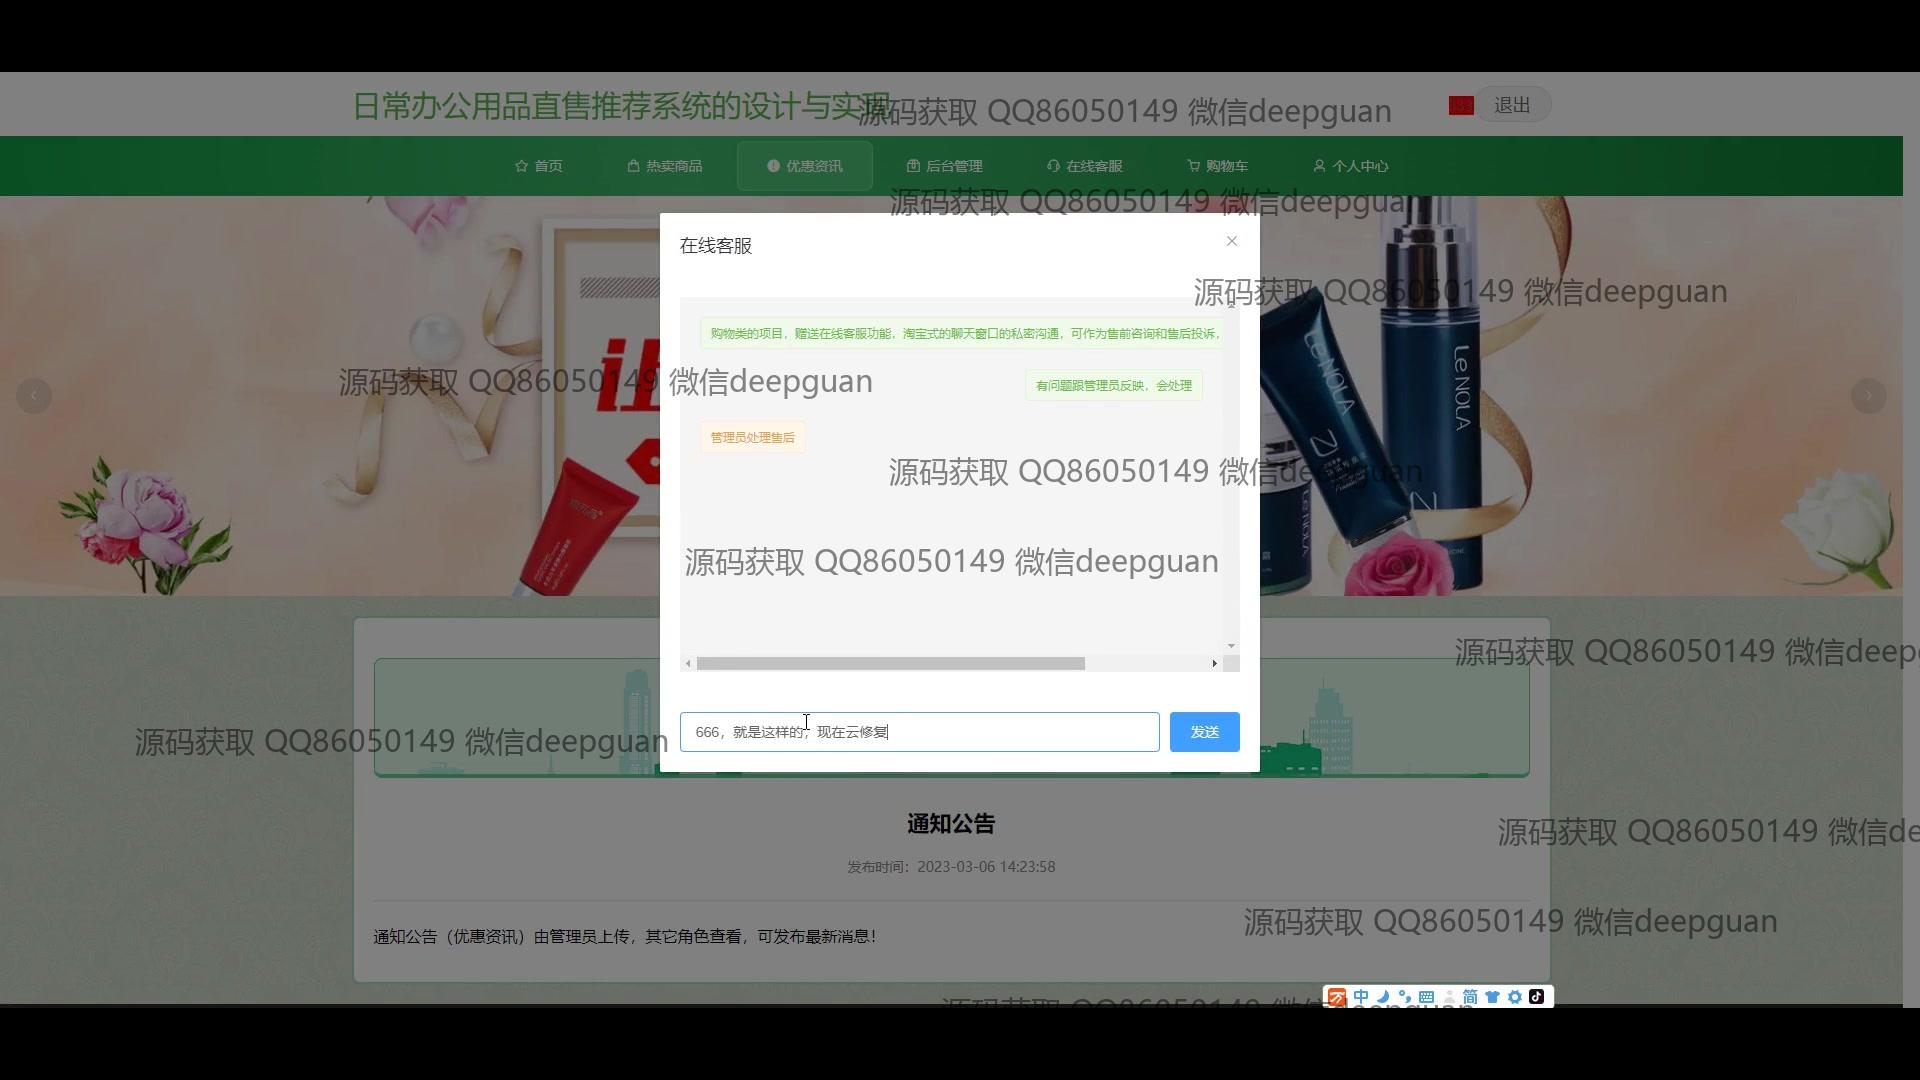 日常办公用品直售推荐系统的设计与实现
源码获取 QQ86050149 微信deepguan
退出
首页
热卖商品
优惠资讯
后台管理
在线客服
购物车
个人中心
源码获取 QQ86050149 微信deepguan
在线客服
源码获取 QQ86050149 微信deepguan
购物类的项目，赠送在线客服功能，淘宝式的聊天窗口的私密沟通，可作为售前咨询和售后投诉，
源码获取 QQ86050149 微信deepguan
有问题跟管理员反映，会处理
管理员处理售后
源码获取 QQ86050149 微信deepguan
Le NOLA
Le NOLA
源码获取 QQ86050149 微信deepguan
源码获取 QQ86050149 微信deep
666，就是这样的，现在云修复
发送
源码获取 QQ86050149 微信deepguan
通知公告
源码获取 QQ86050149 微信de
发布时间：2023-03-06 14:23:58
源码获取 QQ86050149 微信deepguan
通知公告（优惠资讯）由管理员上传，其它角色查看，可发布最新消息！
源码获取 QQ86050149 微信deepguan
中
简